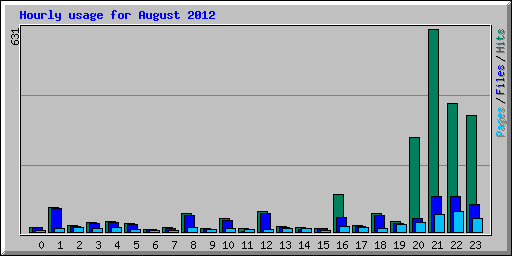 Hourly usage for August 2012
631
Pages/Files/Hits
0 1 2 3 4 5 6 7 8 9 10 11 12 13 14 15 16 17 18 19 20 21 22 23